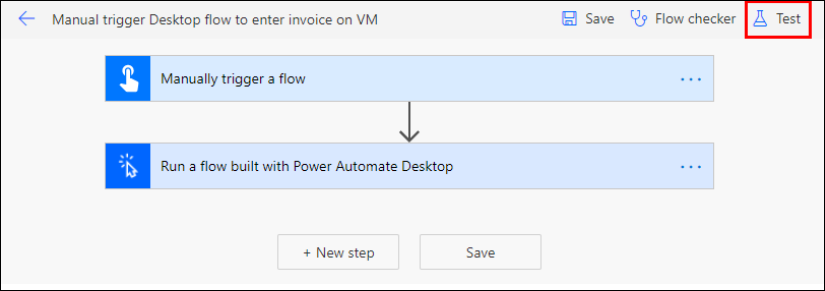 Manual trigger Desktop flow to enter invoice on VM
Save
Flow checker
Test
Manually trigger a flow
Run a flow built with Power Automate Desktop
+ New step
Save